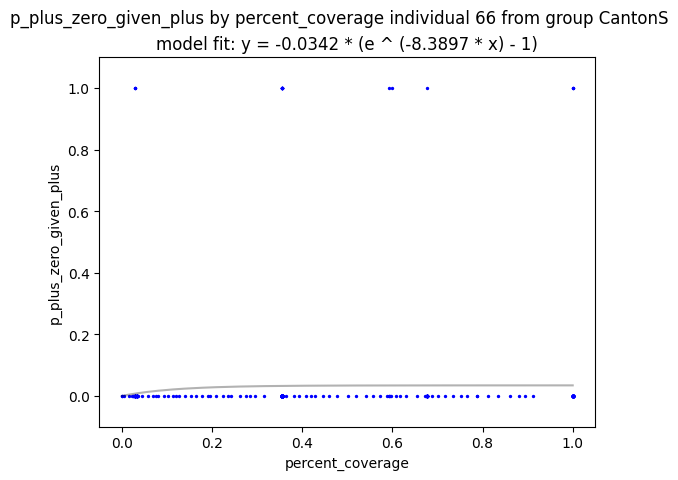 p_plus_zero_given_plus by percent_coverage individual 66 from group CantonS
model fit: y = -0.0342 * (e ^ (-8.3897 * x) - 1)
1.0
0.8
0.6
0.4
0.2
0.0
p_plus_zero_given_plus
0.0 0.2 0.4 0.6 0.8 1.0
percent_coverage